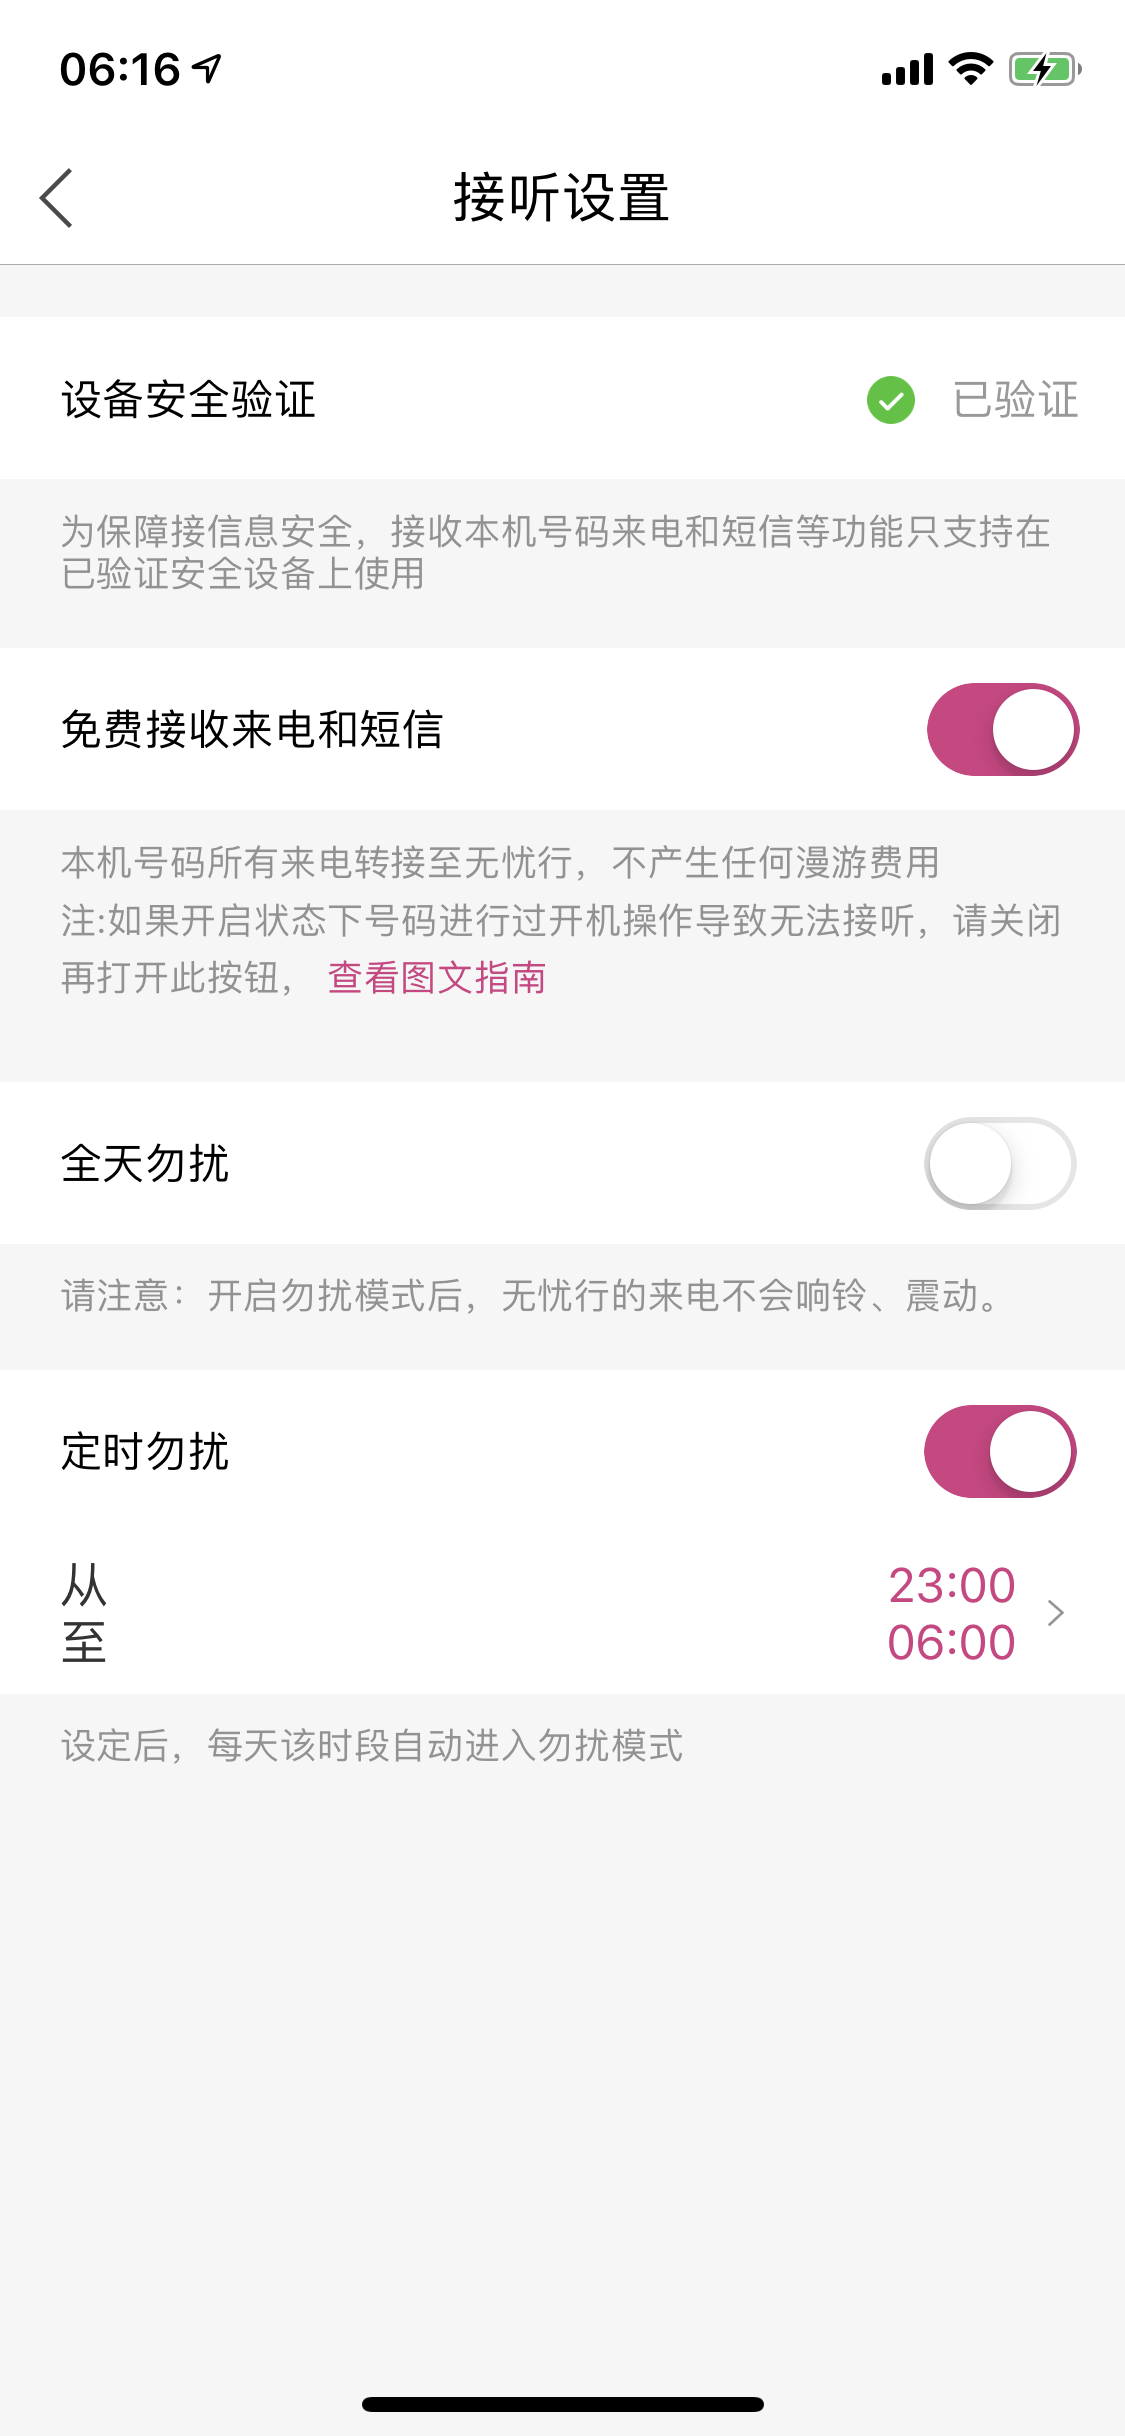 06:16
接听设置
设备安全验证
已验证
为保障接信息安全，接收本机号码来电和短信等功能只支持在
已验证安全设备上使用
免费接收来电和短信
本机号码所有来电转接至无忧行，不产生任何漫游费用
注:如果开启状态下号码进行过开机操作导致无法接听，请关闭
再打开此按钮， 查看图文指南
全天勿扰
请注意：开启勿扰模式后，无忧行的来电不会响铃、震动。
定时勿扰
从 23:00
至 06:00
设定后，每天该时段自动进入勿扰模式